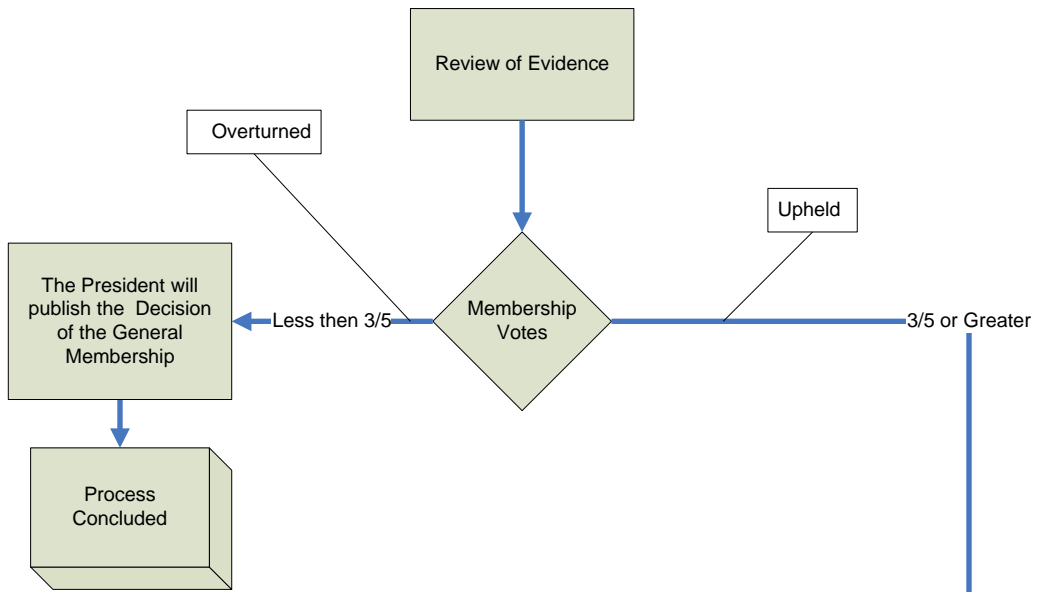 Review of Evidence
Overturned
Upheld
The President will
publish the Decision
of the General
Membership
Less then 3/5
Membership
Votes
3/5 or Greater
Process
Concluded